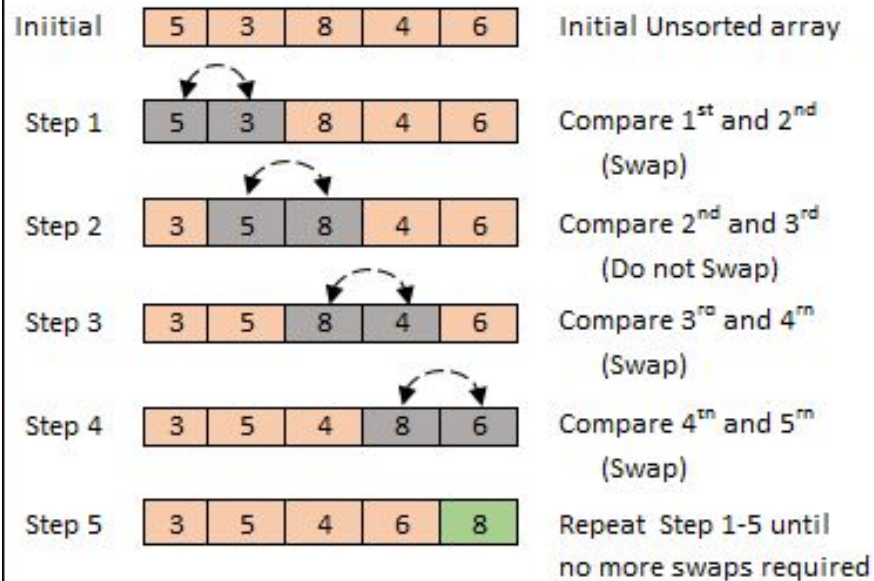 Iniitial 5 3 8 4 6 Initial Unsorted array
Step 1 5 3 8 4 6 Compare 1st and 2nd
(Swap)
Step 2 3 5 8 4 6 Compare 2nd and 3rd
(Do not Swap)
Step 3 3 5 8 4 6 Compare 3rd and 4th
(Swap)
Step 4 3 5 4 8 6 Compare 4th and 5th
(Swap)
Step 5 3 5 4 6 8 Repeat Step 1-5 until
no more swaps required